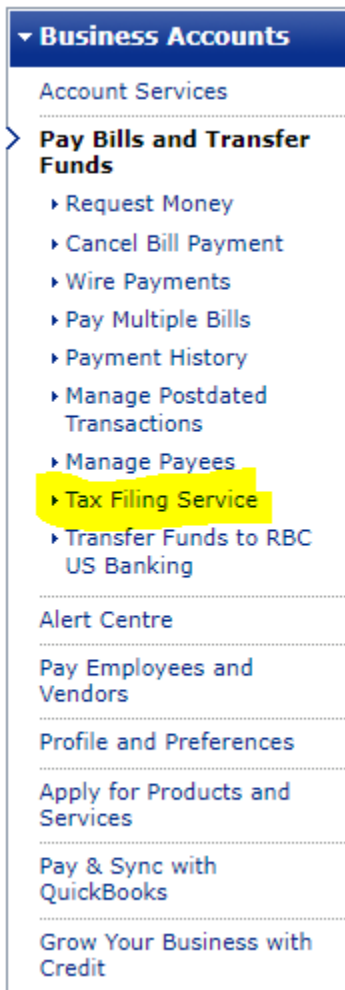 Business Accounts
Account Services
Pay Bills and Transfer
Funds
Request Money
Cancel Bill Payment
Wire Payments
Pay Multiple Bills
Payment History
Manage Postdated
Transactions
Manage Payees
Tax Filing Service
Transfer Funds to RBC
US Banking
Alert Centre
Pay Employees and
Vendors
Profile and Preferences
Apply for Products and
Services
Pay & Sync with
QuickBooks
Grow Your Business with
Credit